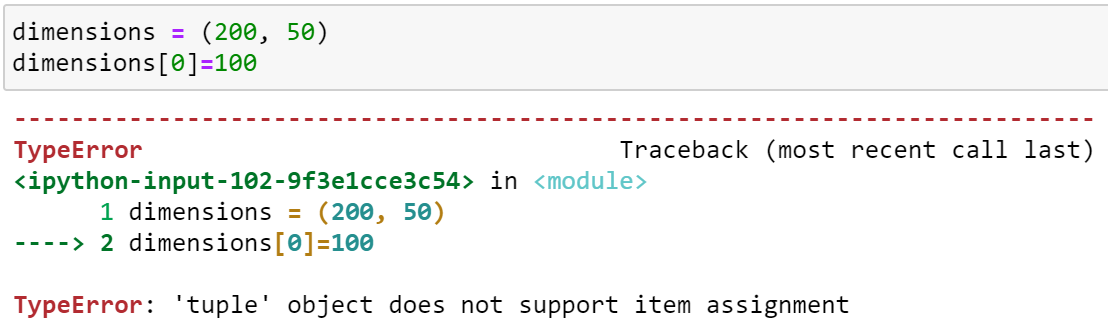 dimensions = (200, 50)
dimensions[0]=100
---------------------------------------------------------------------------
TypeError                                 Traceback (most recent call last)
<ipython-input-102-9f3e1cce3c54> in <module>
      1 dimensions = (200, 50)
----> 2 dimensions[0]=100
TypeError: 'tuple' object does not support item assignment